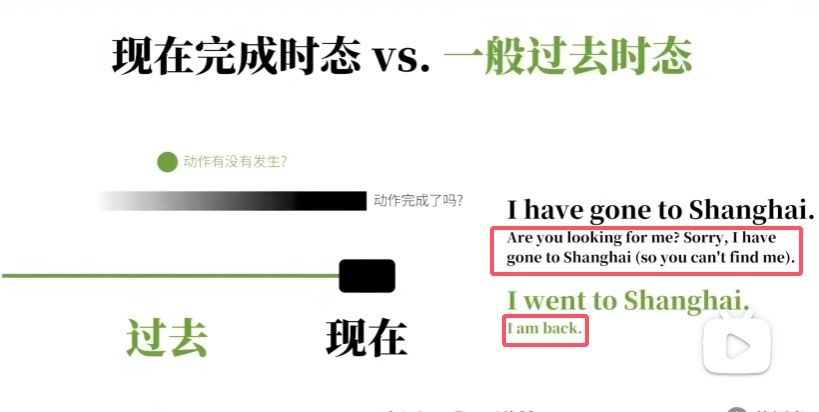 现在完成时态 vs. 一般过去时态
动作有没有发生?
动作完成了吗?
I have gone to Shanghai.
Are you looking for me? Sorry, I have
gone to Shanghai (so you can't find me).
I went to Shanghai.
I am back.
过去
现在